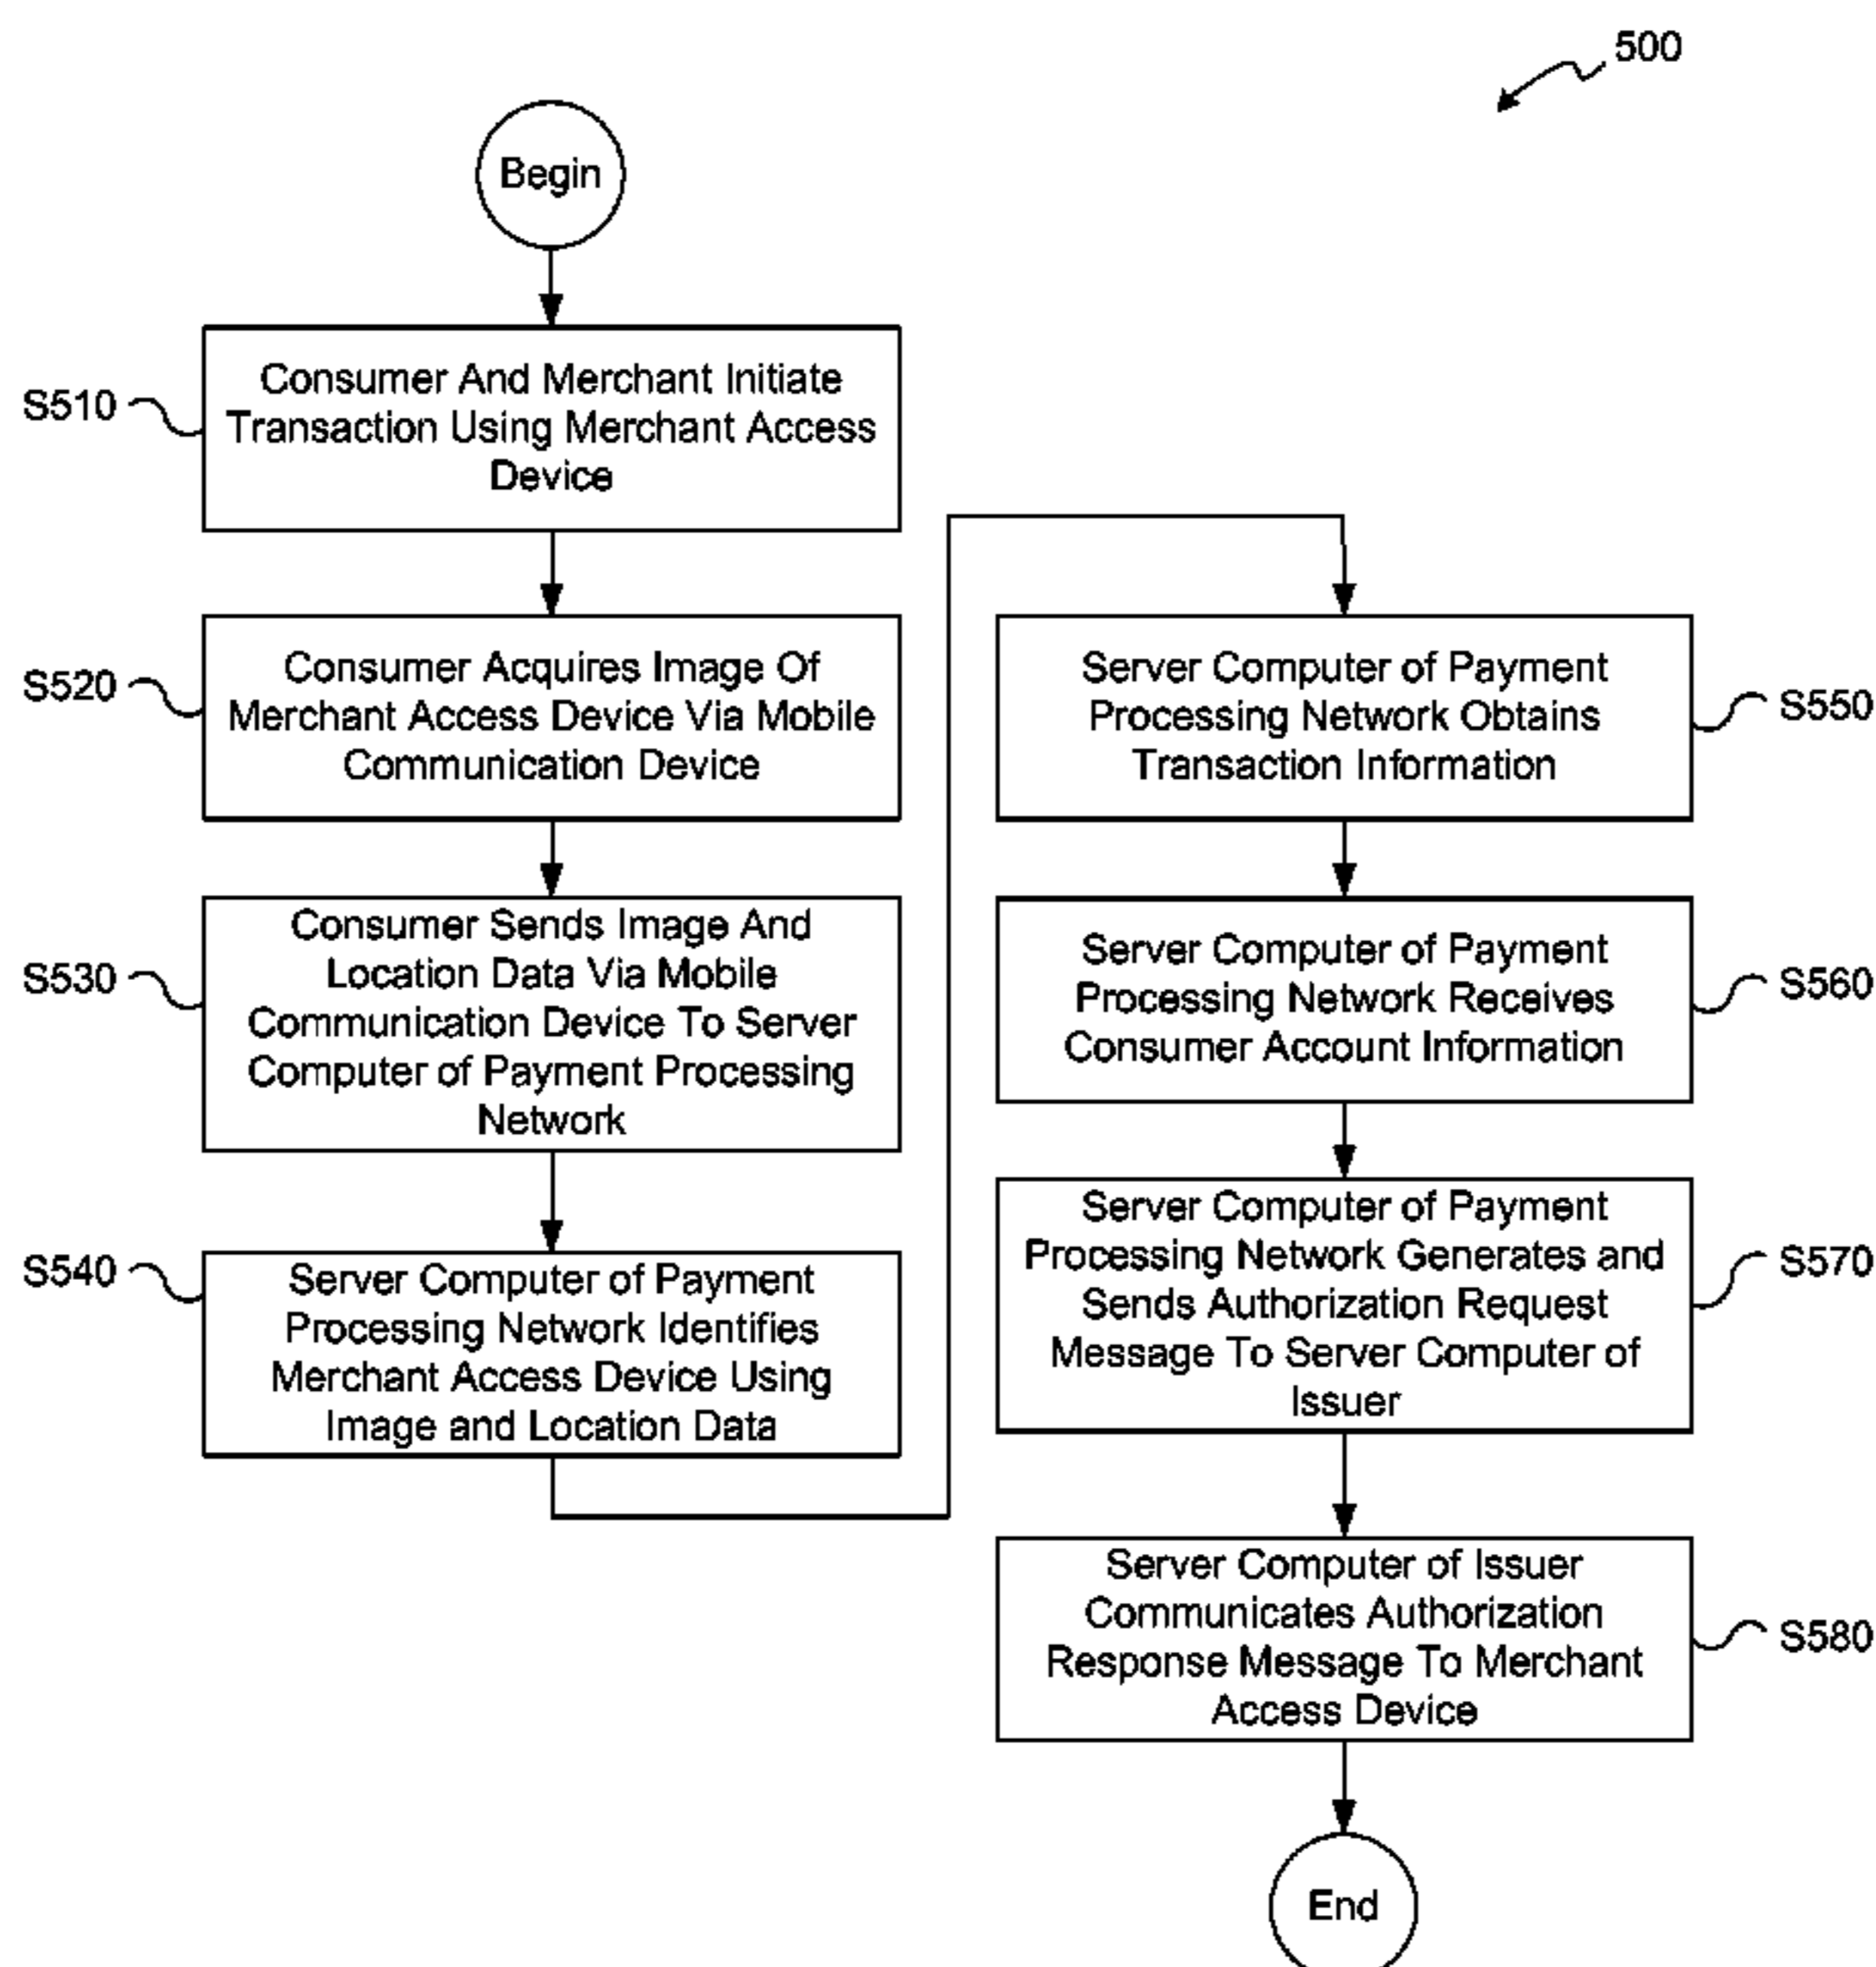 500
Begin
S510
Consumer And Merchant Initiate
Transaction Using Merchant Access
Device
S520
Consumer Acquires Image Of
Merchant Access Device Via Mobile
Communication Device
S530
Consumer Sends Image And
Location Data Via Mobile
Communication Device To Server
Computer of Payment Processing
Network
S540
Server Computer of Payment
Processing Network Identifies
Merchant Access Device Using
Image and Location Data
Server Computer of Payment
Processing Network Obtains
Transaction Information
S550
Server Computer of Payment
Processing Network Receives
Consumer Account Information
S560
Server Computer of Payment
Processing Network Generates and
Sends Authorization Request
Message To Server Computer of
Issuer
S570
Server Computer of Issuer
Communicates Authorization
Response Message To Merchant
Access Device
S580
End